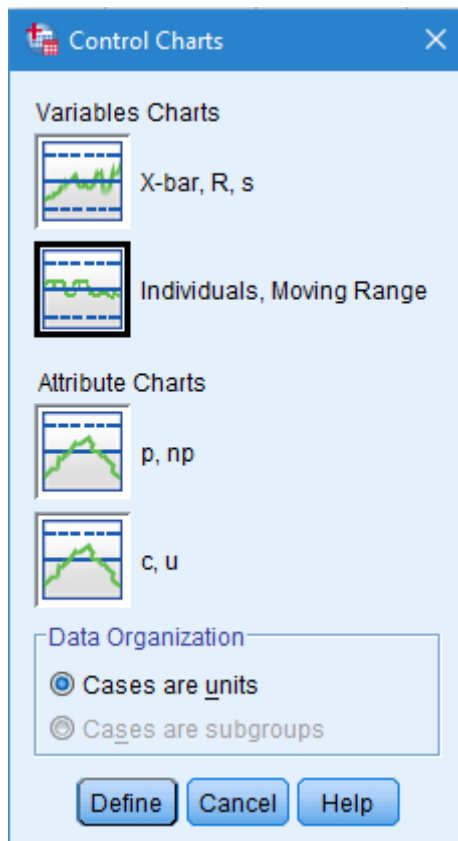 Control Charts
Variables Charts
X-bar, R, s
Individuals, Moving Range
Attribute Charts
p, np
c, u
Data Organization
Cases are units
Cases are subgroups
Define Cancel Help